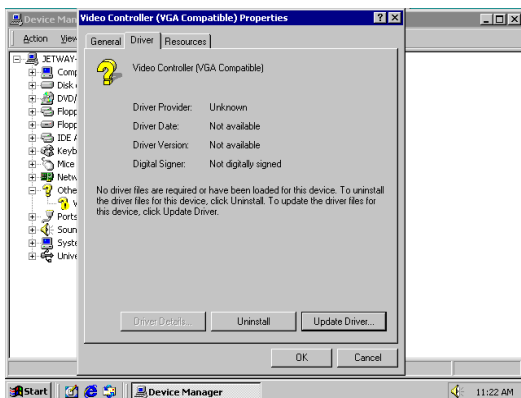 Device Man
Video Controller (VGA Compatible) Properties
Action View
General Driver Resources
JETWAY-
Comp
Disk
DVD/
Flopp
Flopp
IDE A
Keyb
Mice
Netw
Othe
V
Ports
Soun
Syste
Unive
Video Controller (VGA Compatible)
Driver Provider: Unknown
Driver Date: Not available
Driver Version: Not available
Digital Signer: Not digitally signed
No driver files are required or have been loaded for this device. To uninstall
the driver files for this device, click Uninstall. To update the driver files for
this device, click Update Driver.
Driver Details... Uninstall Update Driver...
OK Cancel
Start Device Manager 11:22 AM